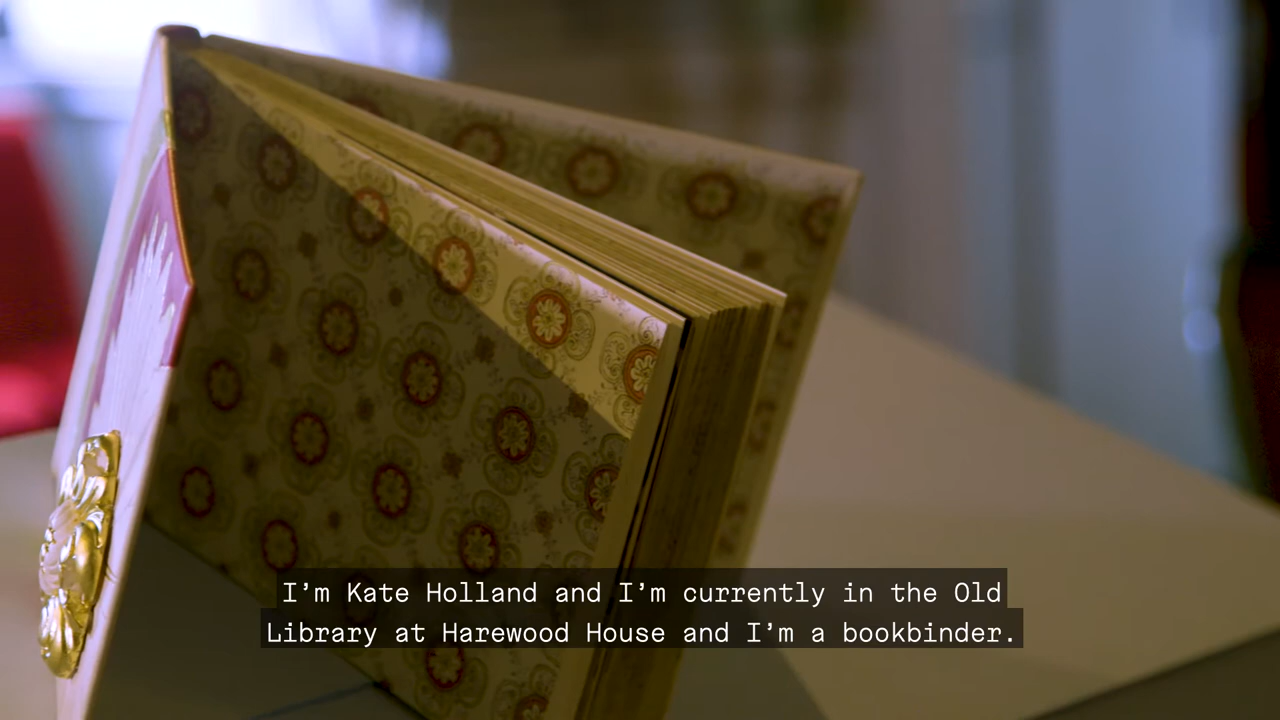 I'm Kate Holland and I'm currently in the Old
Library at Harewood House and I'm a bookbinder.